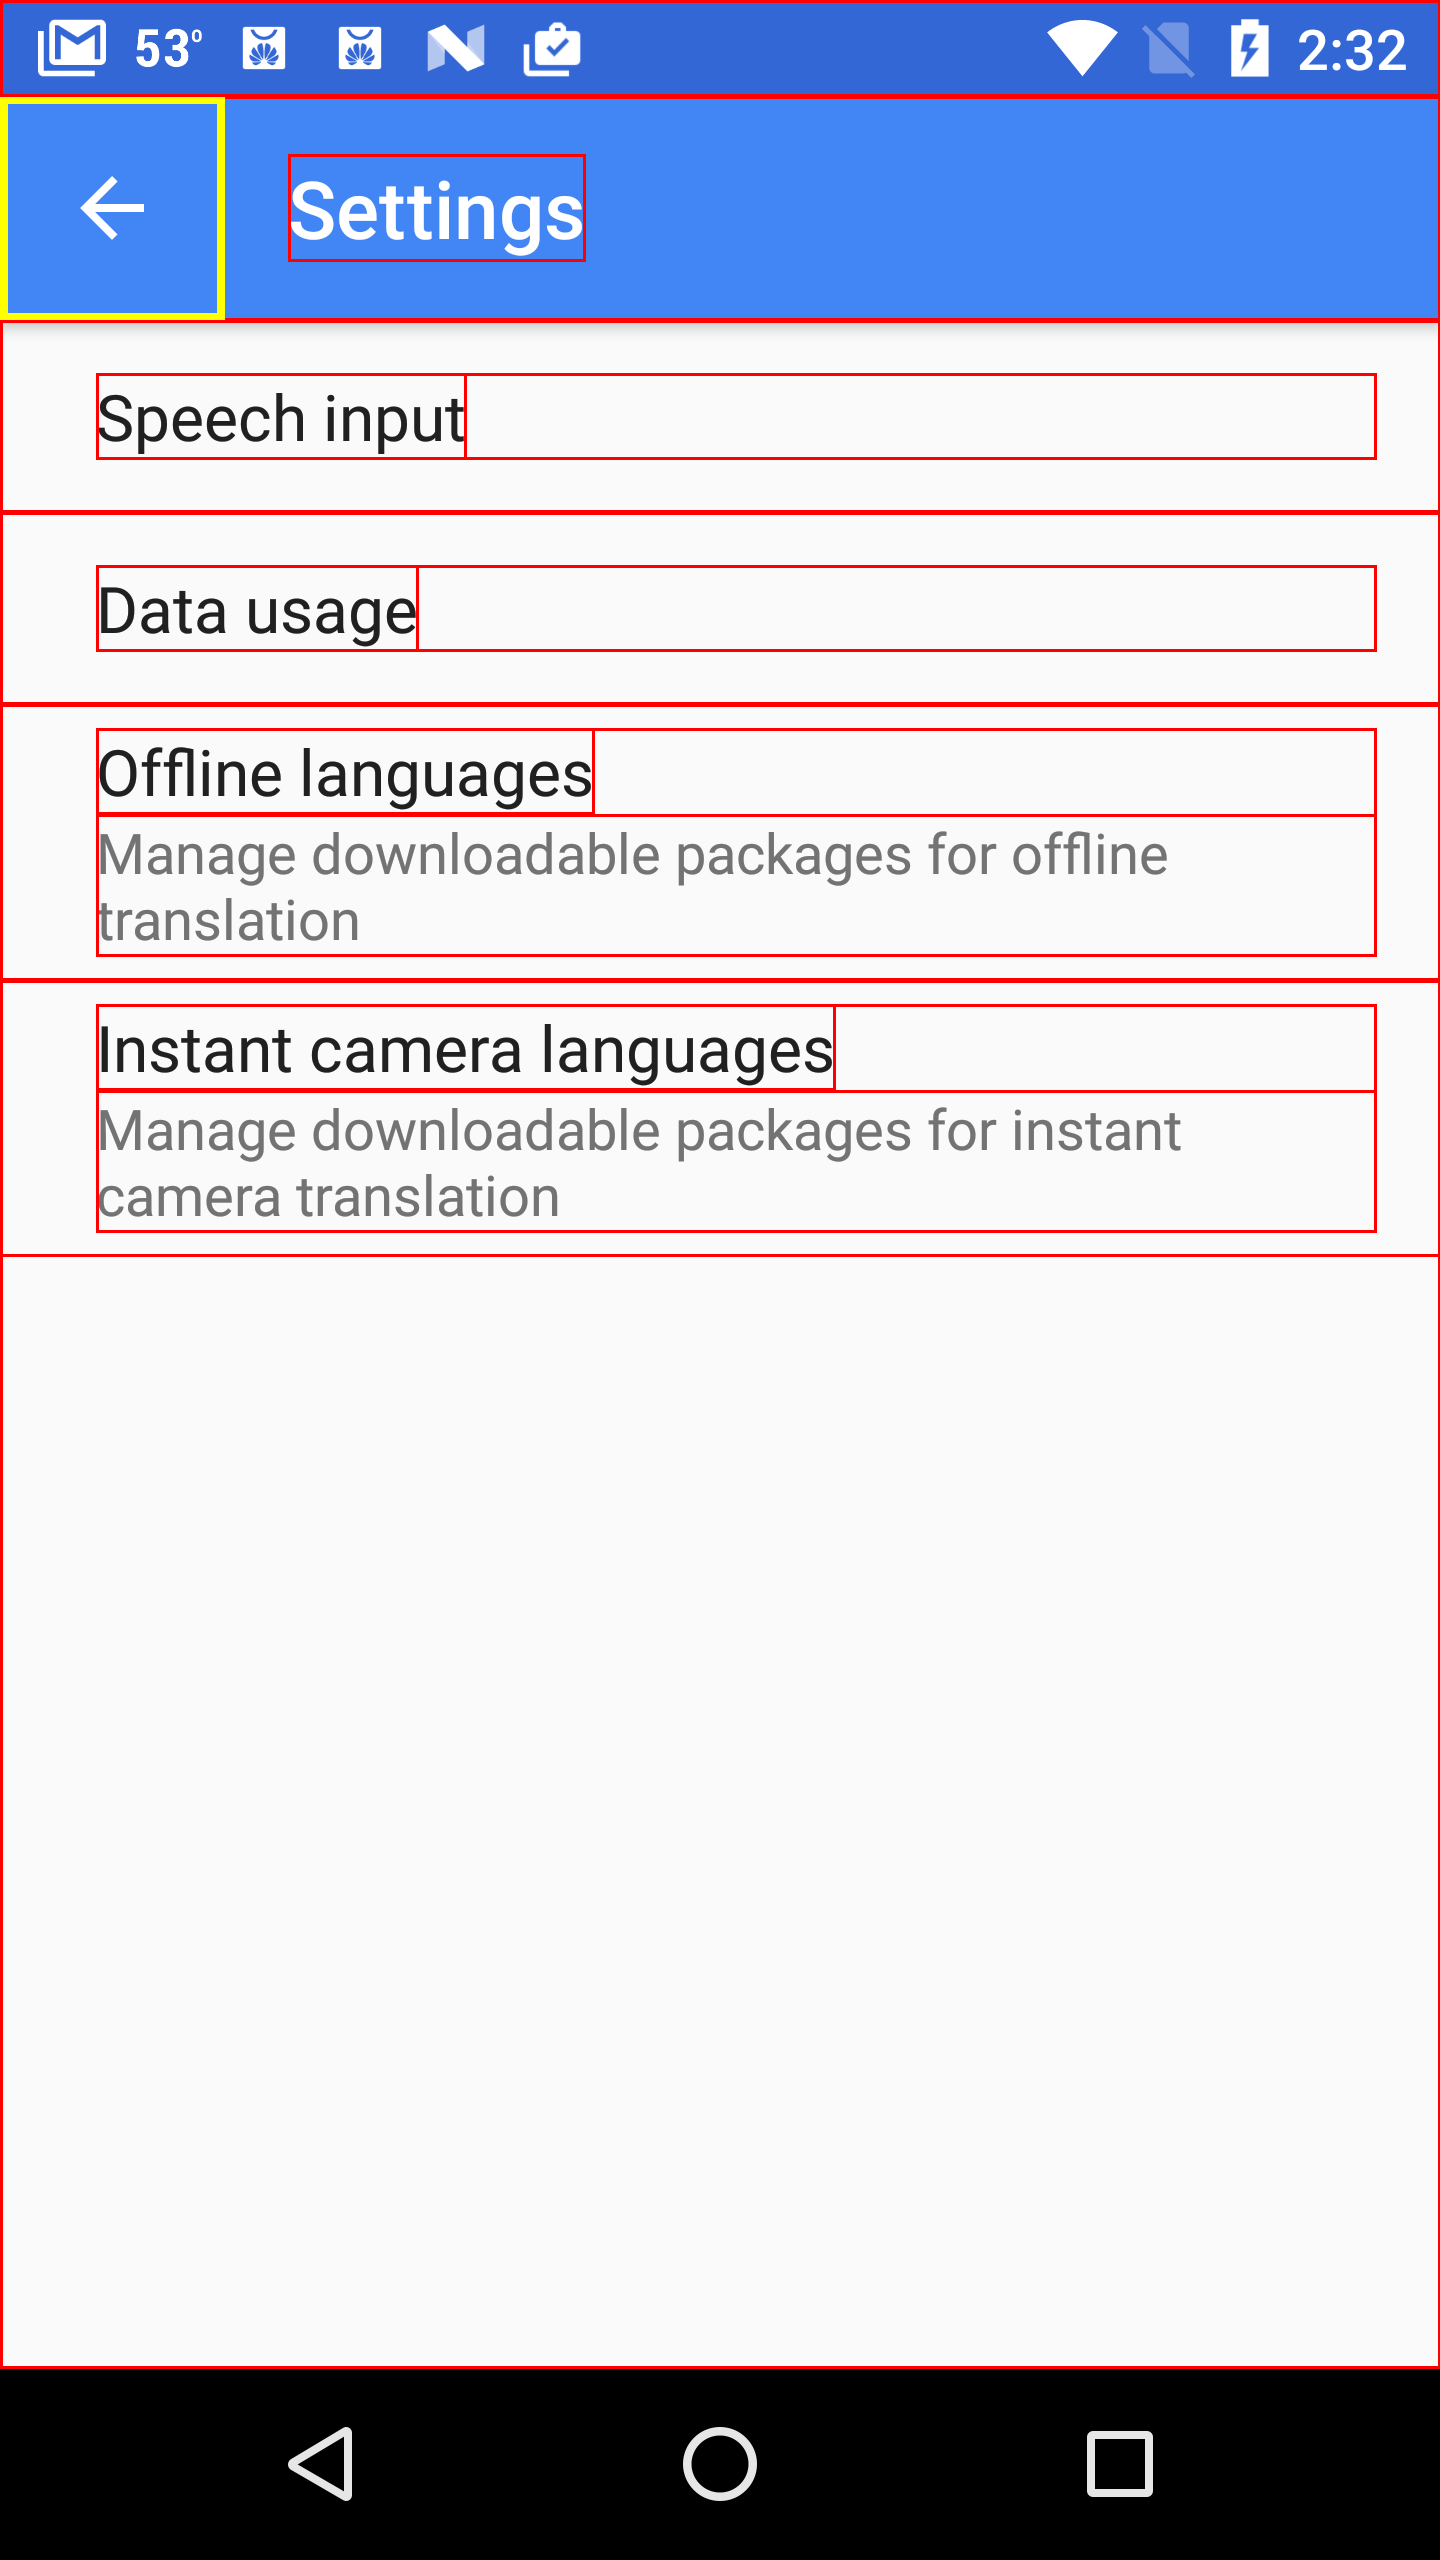 53° 2:32
Settings
Speech input
Data usage
Offline languages
Manage downloadable packages for offline
translation
Instant camera languages
Manage downloadable packages for instant
camera translation